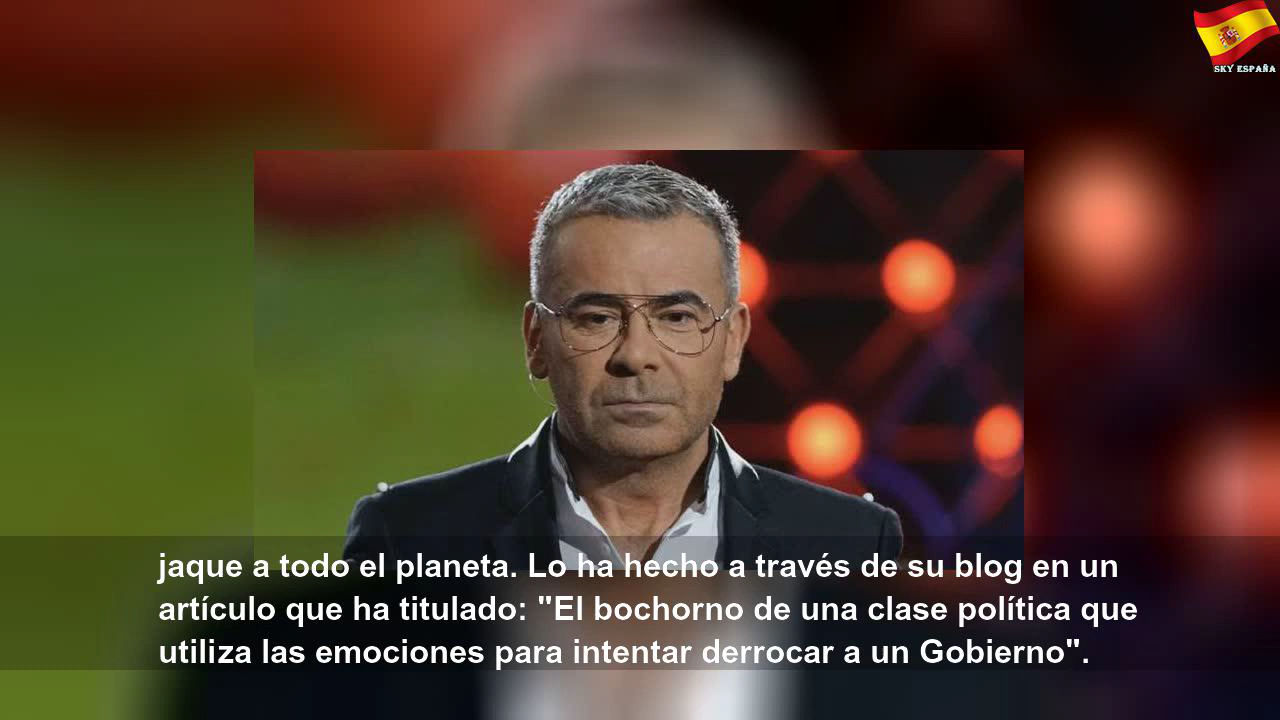 SKY ESPAÑA
jaque a todo el planeta. Lo ha hecho a través de su blog en un
artículo que ha titulado: "El bochorno de una clase política que
utiliza las emociones para intentar derrocar a un Gobierno".